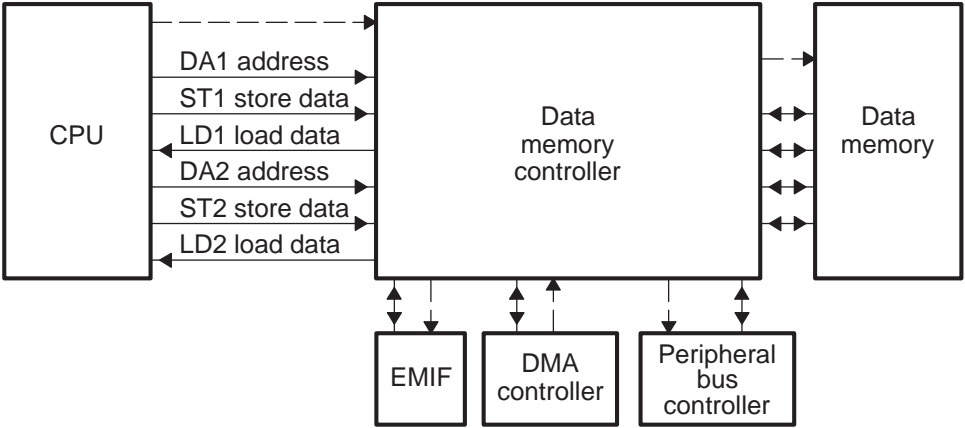 CPU
DA1 address
ST1 store data
LD1 load data
DA2 address
ST2 store data
LD2 load data
Data
memory
controller
Data
memory
EMIF
DMA
controller
Peripheral
bus
controller